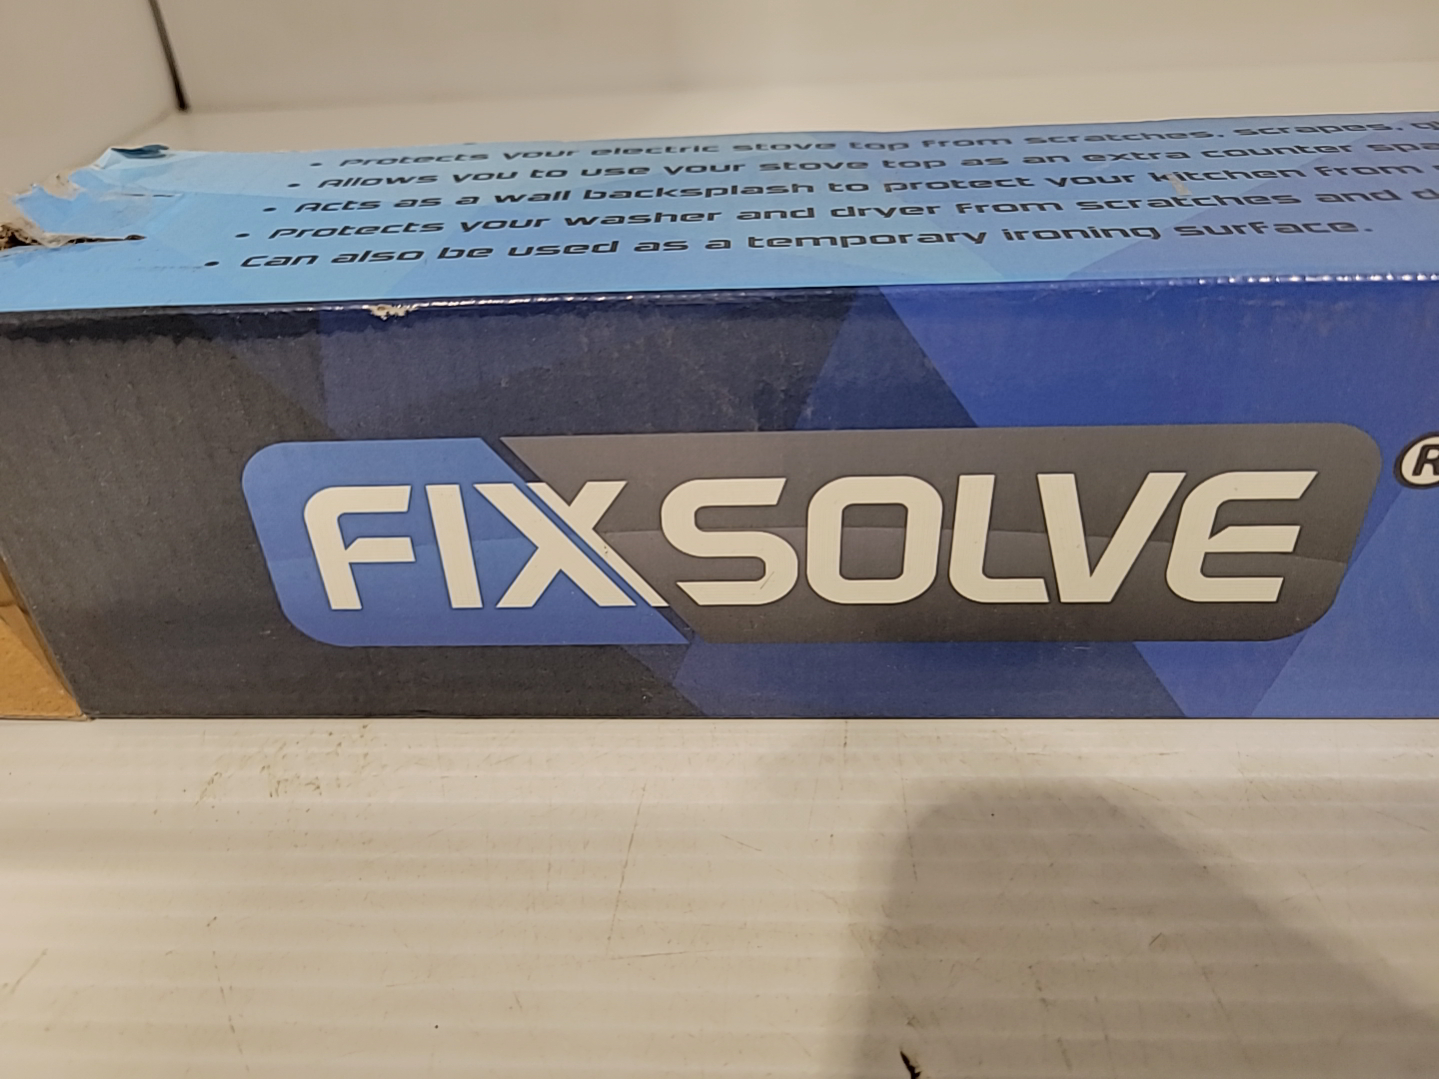 • Protects your electric stove top from scratches, scrapes,
• Allows you to use your stove top as an extra counter
• Acts as a wall backsplash to protect your kitchen from
• Protects your washer and dryer from scratches and
• Can also be used as a temporary ironing surface.
FIXSOLVE®